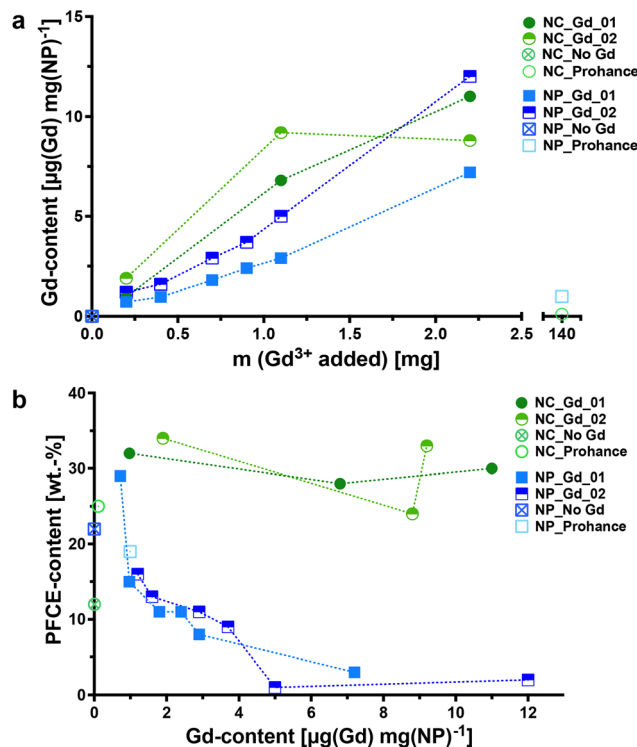 a
Gd-content [µg(Gd) mg(NP)⁻¹]
15
10
5
0
0.0
0.5
1.0
1.5
2.0
2.5
140
m (Gd³⁺ added) [mg]
NC_Gd_01
NC_Gd_02
NC_No Gd
NC_Prohance
NP_Gd_01
NP_Gd_02
NP_No Gd
NP_Prohance
b
PFCE-content [wt.-%]
40
30
20
10
0
0
2
4
6
8
10
12
Gd-content [µg(Gd) mg(NP)⁻¹]
NC_Gd_01
NC_Gd_02
NC_No Gd
NC_Prohance
NP_Gd_01
NP_Gd_02
NP_No Gd
NP_Prohance